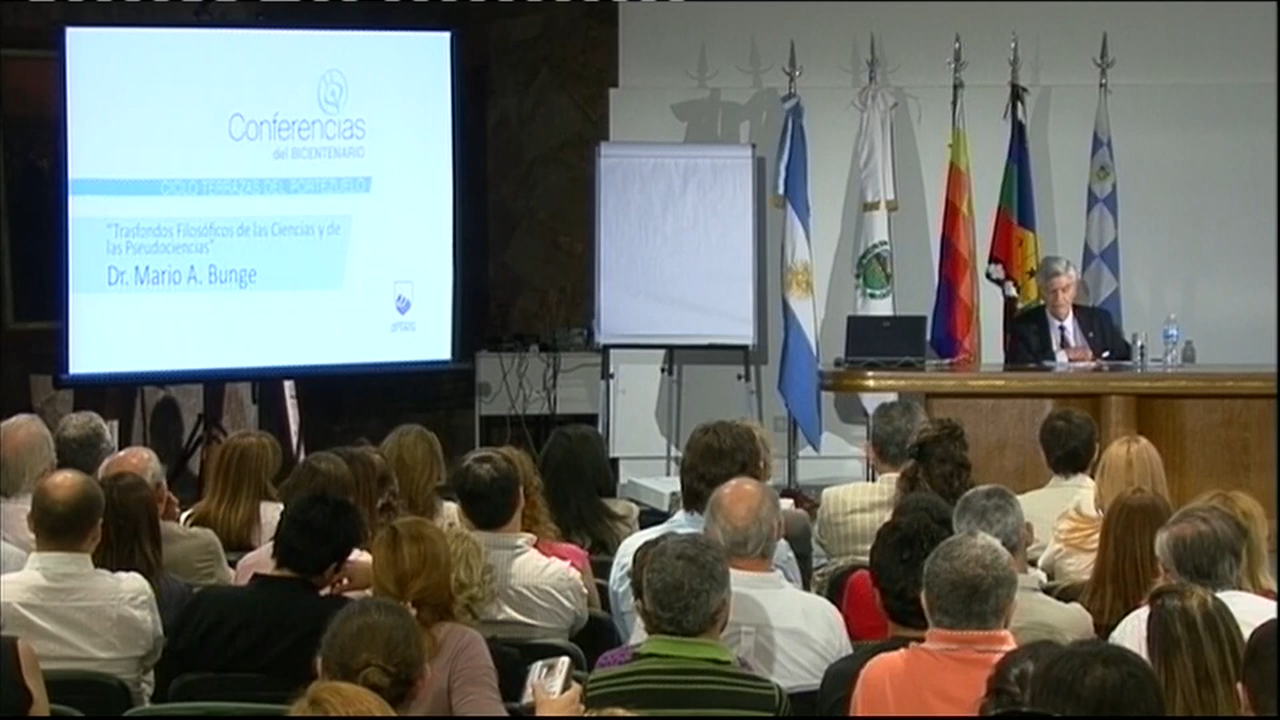 Conferencias
del BICENTENARIO
CICLO TERRAZAS DEL PORTEZUELO
"Trasfondos Filosóficos de las Ciencias y de
las Pseudociencias"
Dr. Mario A. Bunge